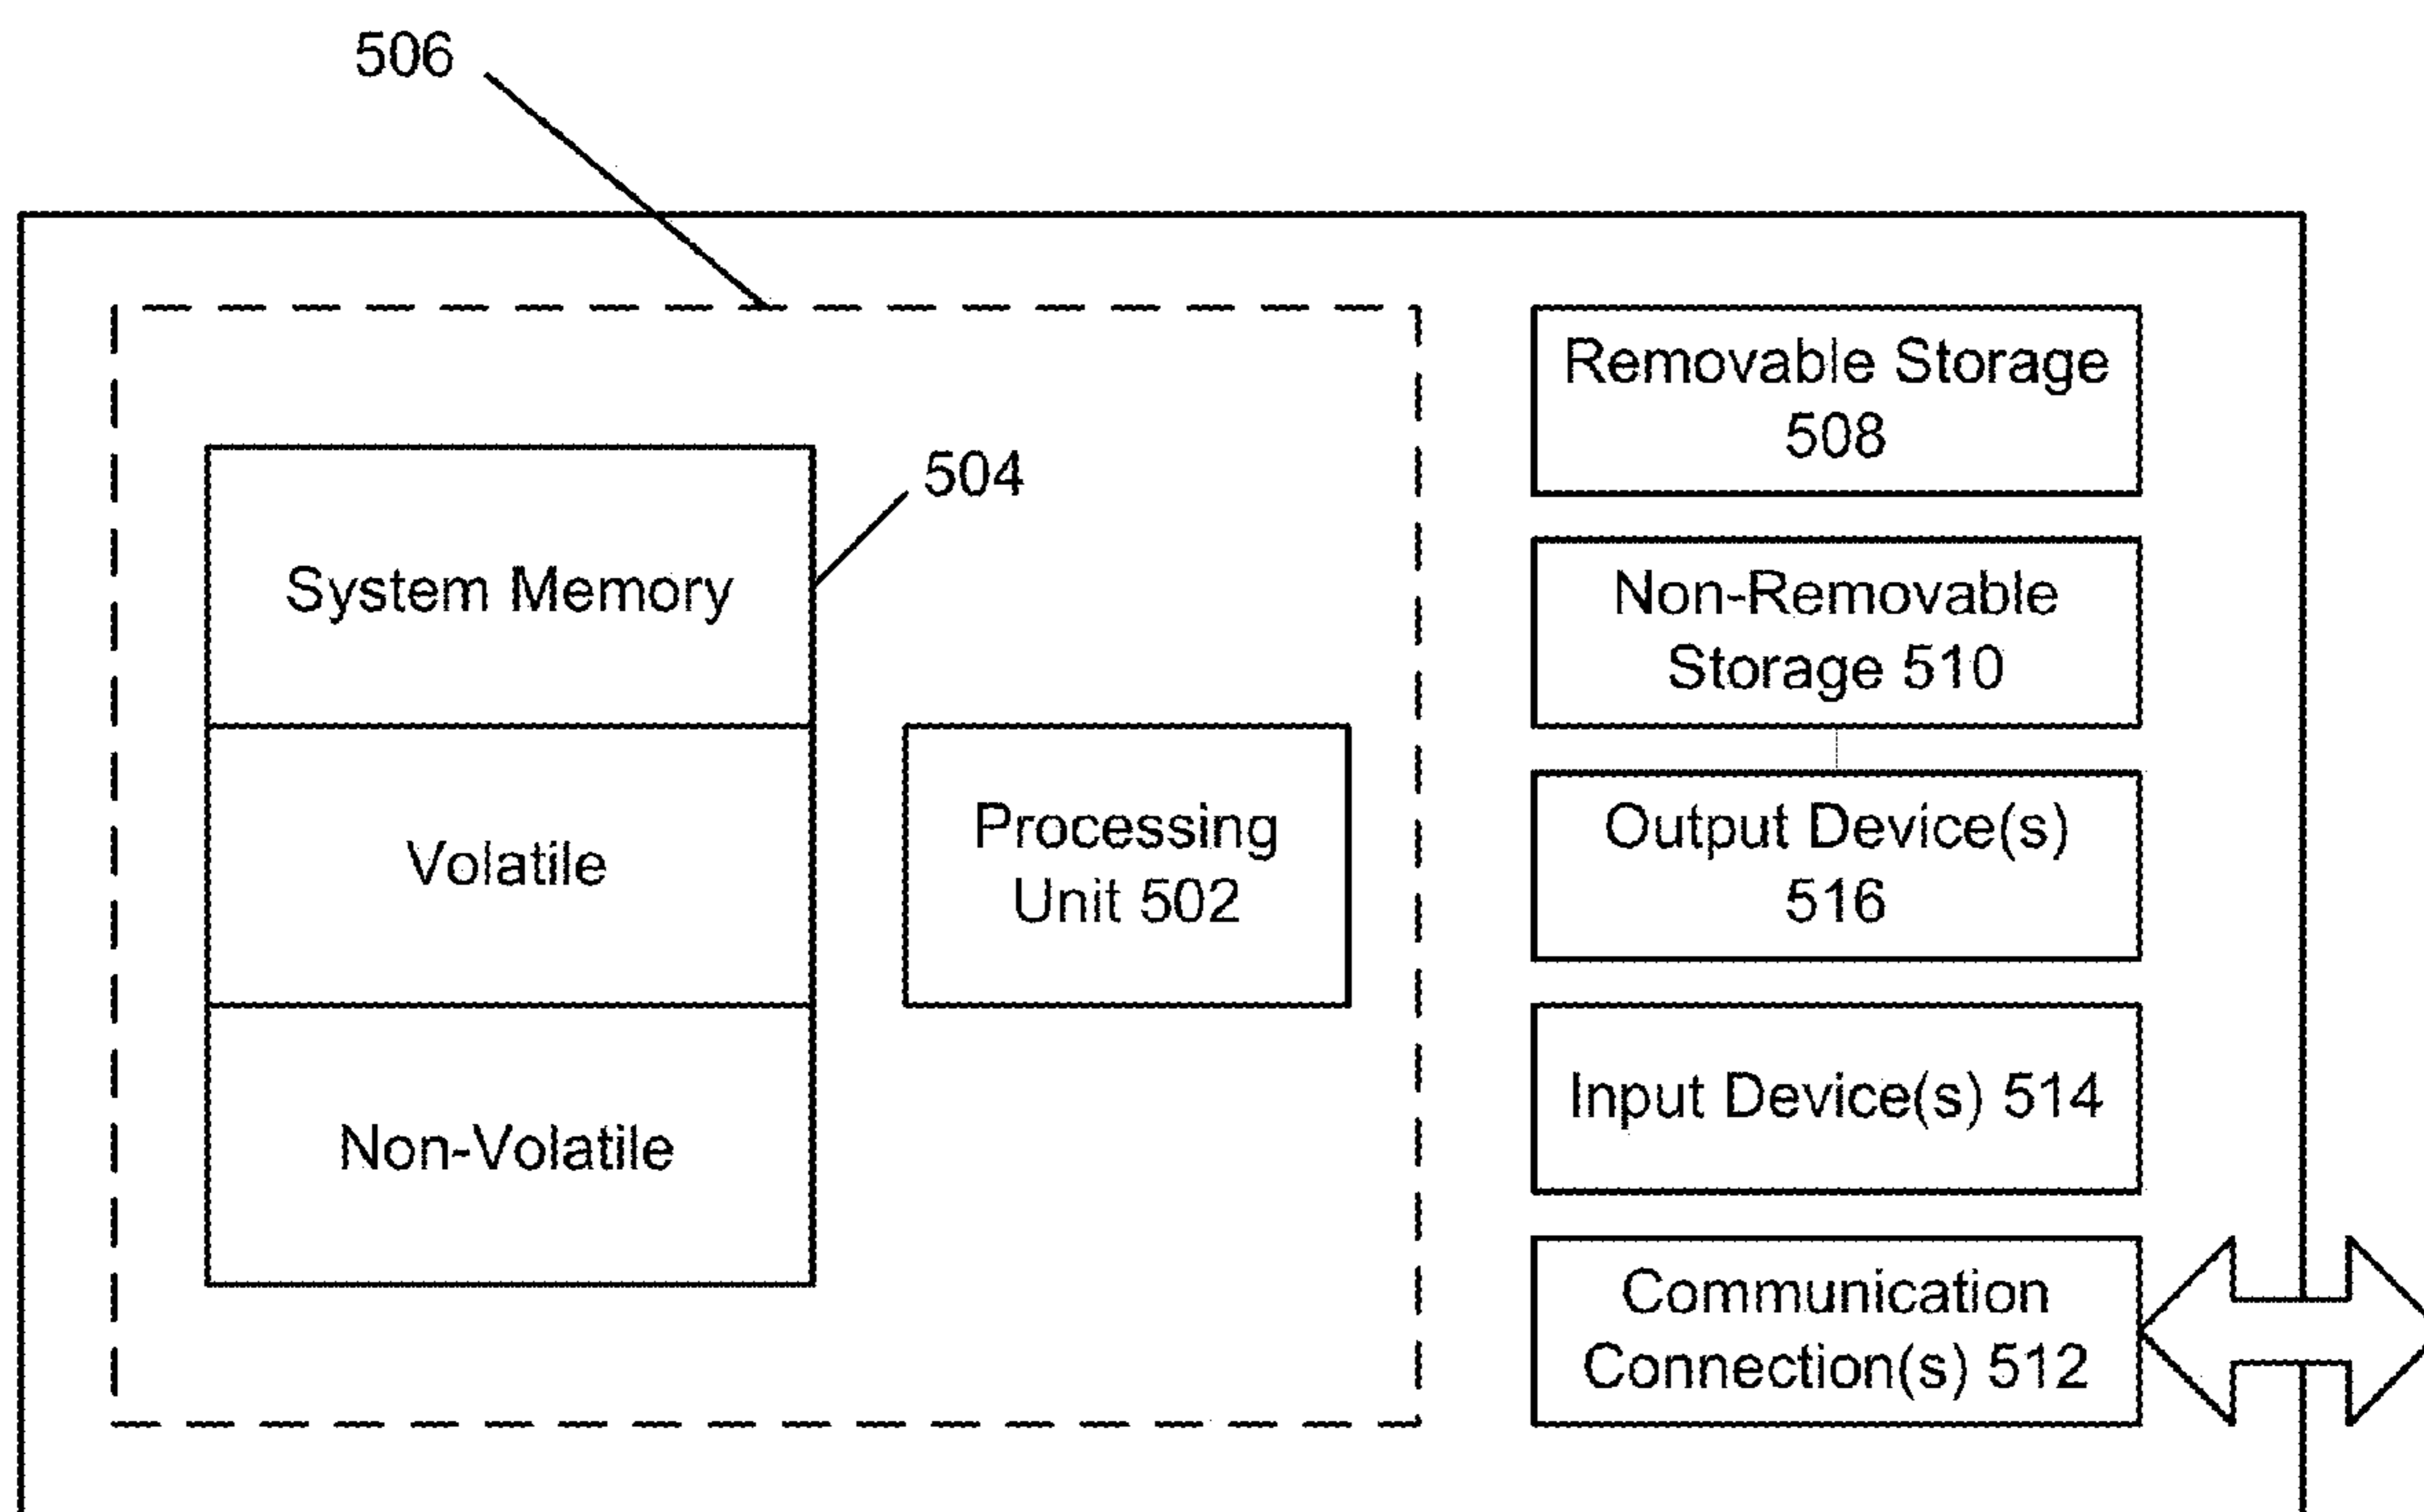 506
504
System Memory
Volatile
Non-Volatile
Processing
Unit 502
Removable Storage
508
Non-Removable
Storage 510
Output Device(s)
516
Input Device(s) 514
Communication
Connection(s) 512